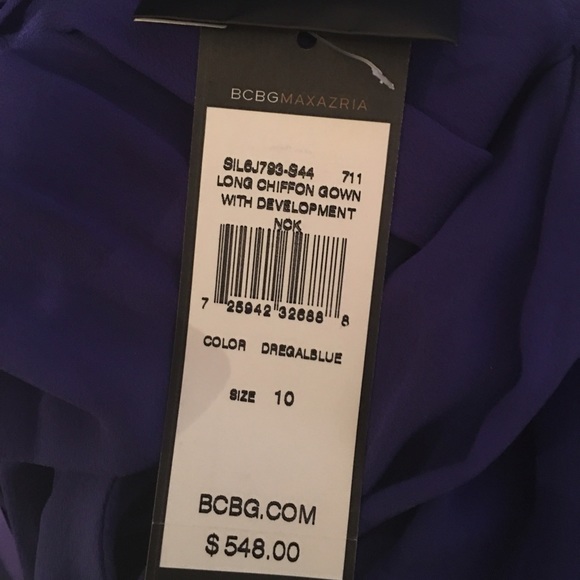 BCBGMAXAZRIA
SIL6J793-S44 711
LONG CHIFFON GOWN
WITH DEVELOPMENT
NCK
7 25942 32688 8
COLOR DREGALBLUE
SIZE 10
BCBG.COM
$548.00